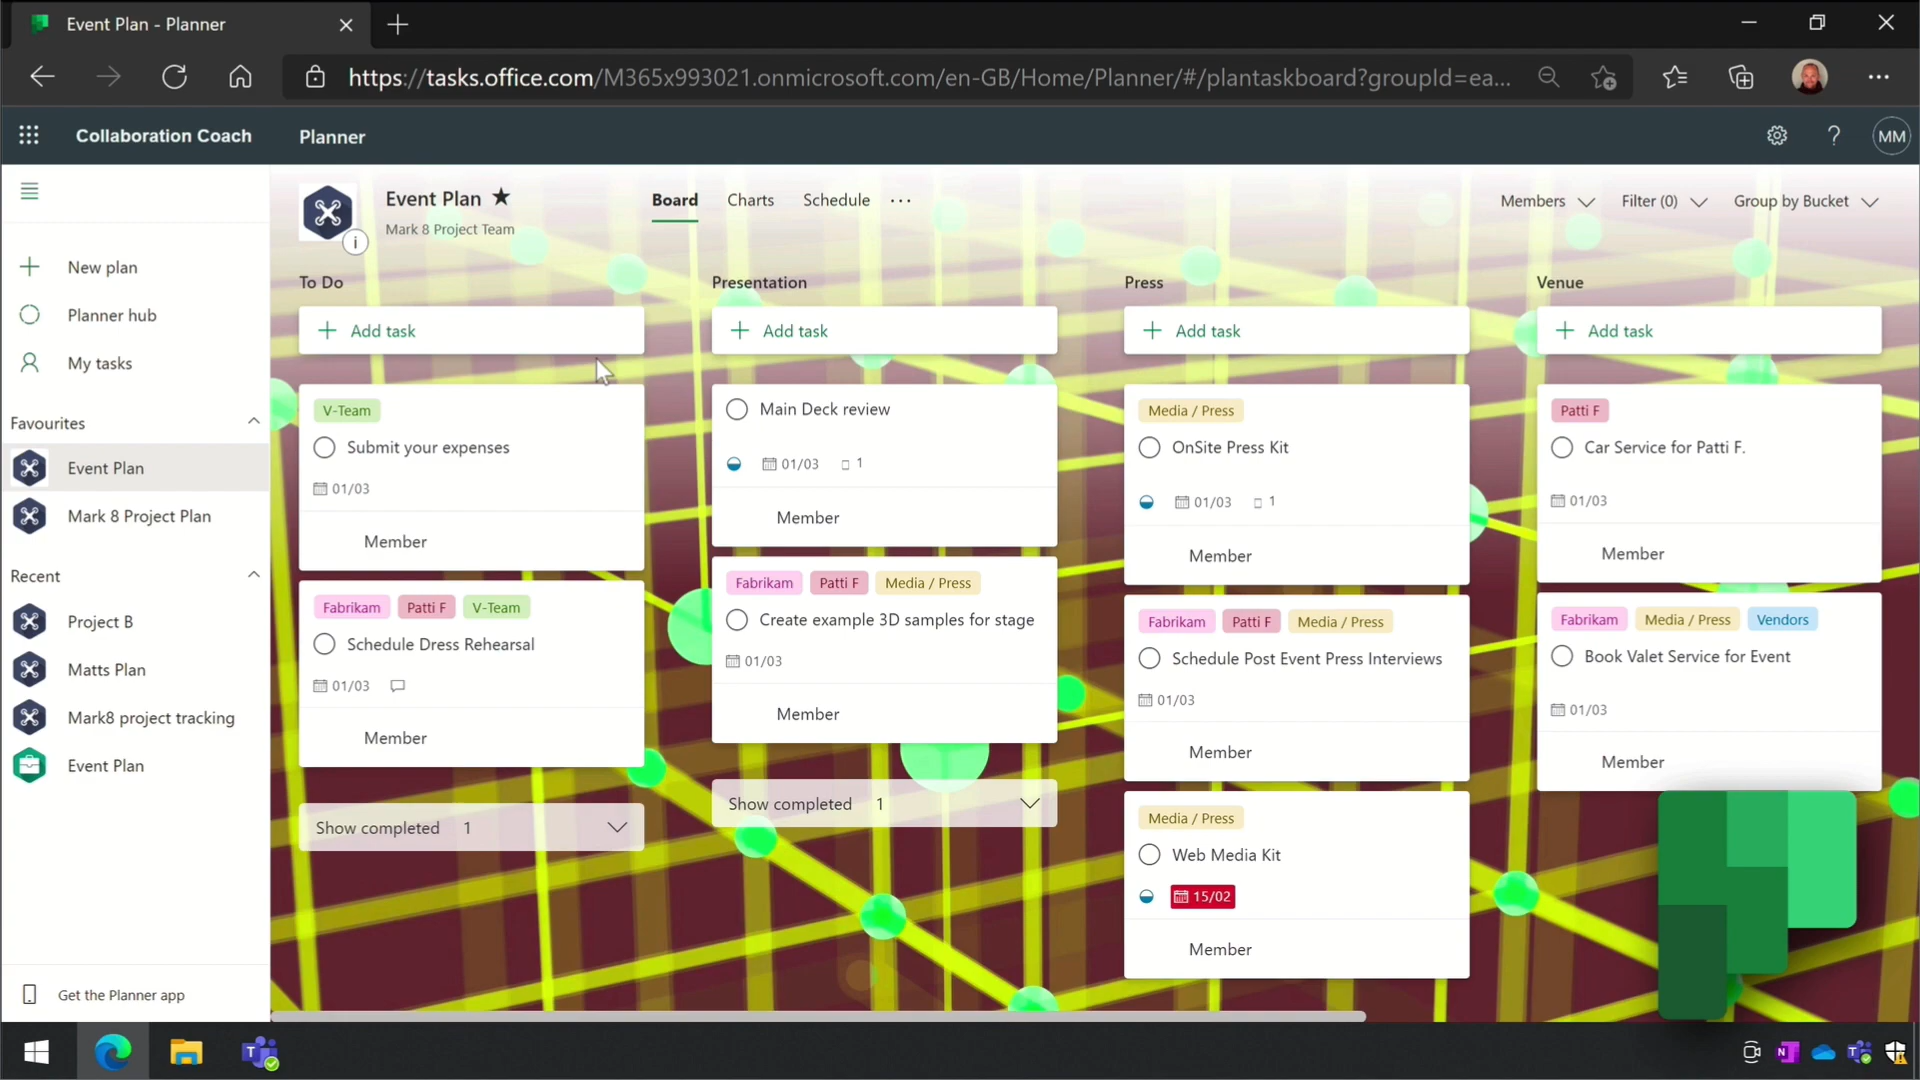 Event Plan - Planner
https://tasks.office.com/M365x993021.onmicrosoft.com/en-GB/Home/Planner/#/plantaskboard?groupId=ea...
Collaboration Coach
Planner
MM
Event Plan
Mark 8 Project Team
Board
Charts
Schedule
Members
Filter (0)
Group by Bucket
New plan
Planner hub
My tasks
Favourites
Event Plan
Mark 8 Project Plan
Recent
Project B
Matts Plan
Mark8 project tracking
Event Plan
Get the Planner app
To Do
Add task
V-Team
Submit your expenses
01/03
Member
Fabrikam Patti F V-Team
Schedule Dress Rehearsal
01/03
Member
Show completed 1
Presentation
Add task
Main Deck review
01/03 1
Member
Fabrikam Patti F Media / Press
Create example 3D samples for stage
01/03
Member
Show completed 1
Press
Add task
Media / Press
OnSite Press Kit
01/03 1
Member
Fabrikam Patti F Media / Press
Schedule Post Event Press Interviews
01/03
Member
Media / Press
Web Media Kit
15/02
Member
Venue
Add task
Patti F
Car Service for Patti F.
01/03
Member
Fabrikam Media / Press Vendors
Book Valet Service for Event
01/03
Member